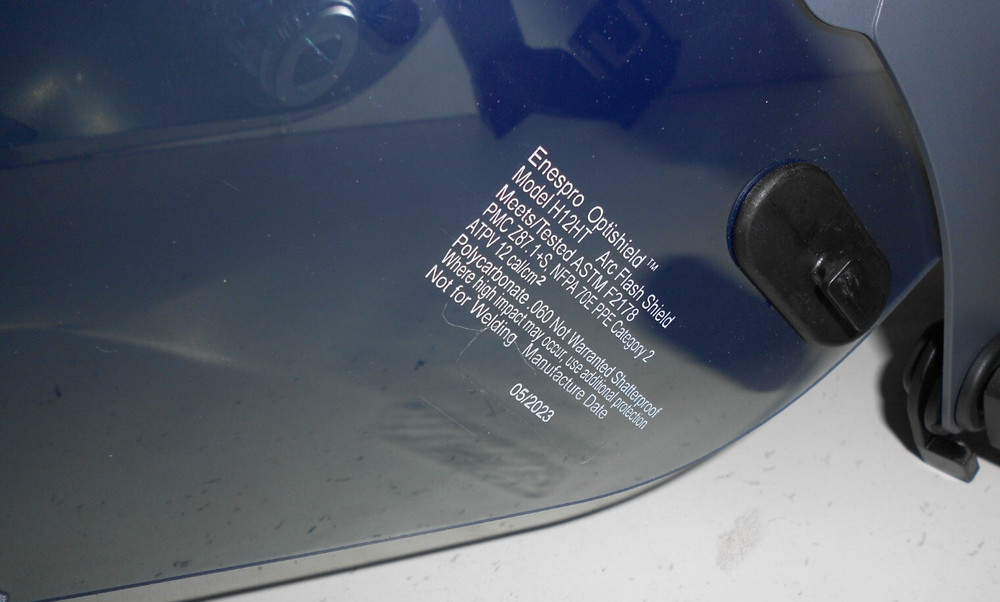 Enespro Optishield™
Model H12HT Arc Flash Shield
Meets/Tested ASTM F2178
PMC Z87.1+S, NFPA 70E PPE Category 2
ATPV 12 cal/cm²
Polycarbonate .060 Not Warranted Shatterproof
Where high impact may occur, use additional protection
Not for Welding Manufacture Date
05/2023